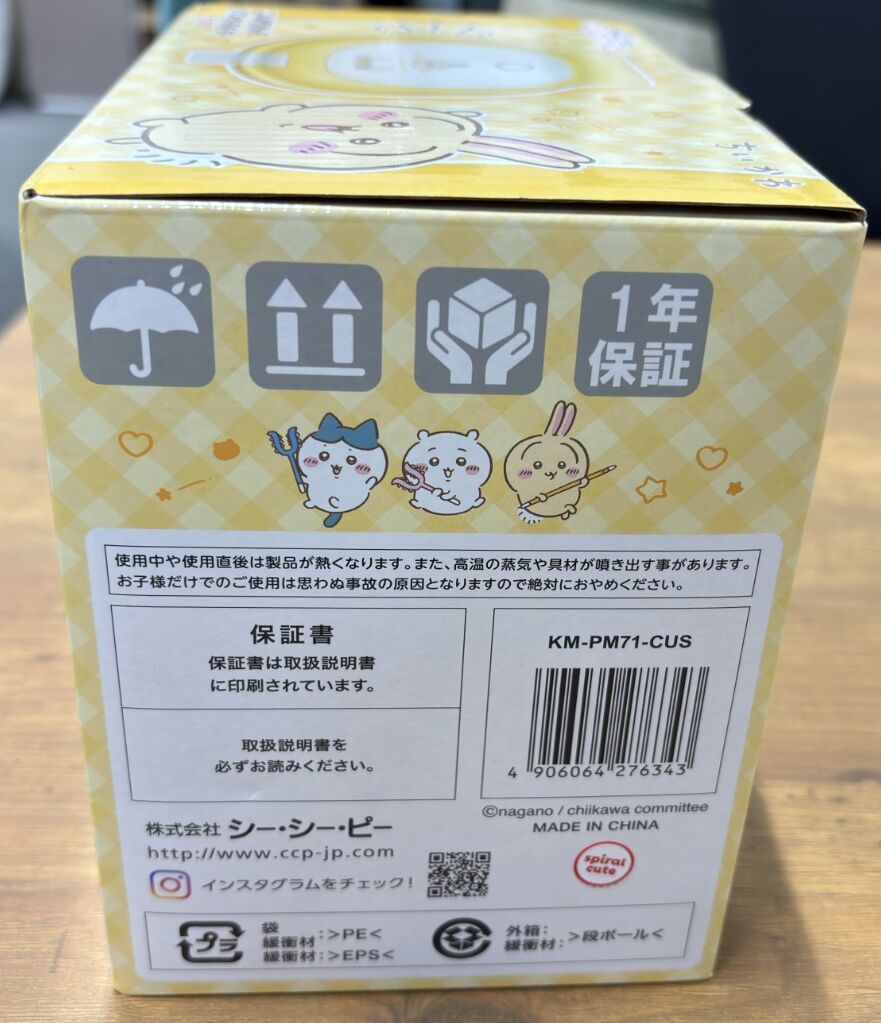 ちいかわ
1年
保証
使用中や使用直後は製品が熱くなります。また、高温の蒸気や具材が噴き出す事があります。
お子様だけでのご使用は思わぬ事故の原因となりますので絶対におやめください。
保証書
保証書は取扱説明書
に印刷されています。
取扱説明書を
必ずお読みください。
KM-PM71-CUS
4 906064 276343
©nagano / chiikawa committee
MADE IN CHINA
株式会社 シー・シー・ピー
http://www.ccp-jp.com
インスタグラムをチェック!
spiral
cute
プラ
袋
緩衝材:>PE<
緩衝材:>EPS<
外箱:
緩衝材:>段ボール<